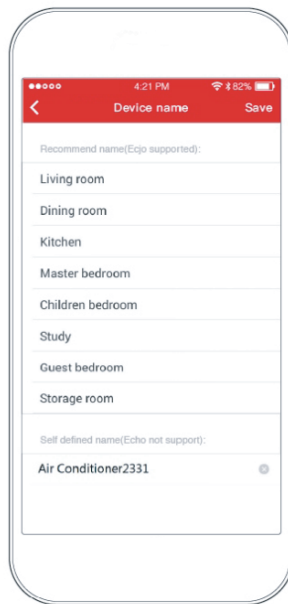 4:21 PM 82%
Device name Save
Recommend name(Ecjo supported):
Living room
Dining room
Kitchen
Master bedroom
Children bedroom
Study
Guest bedroom
Storage room
Self defined name(Echo not support):
Air Conditioner2331